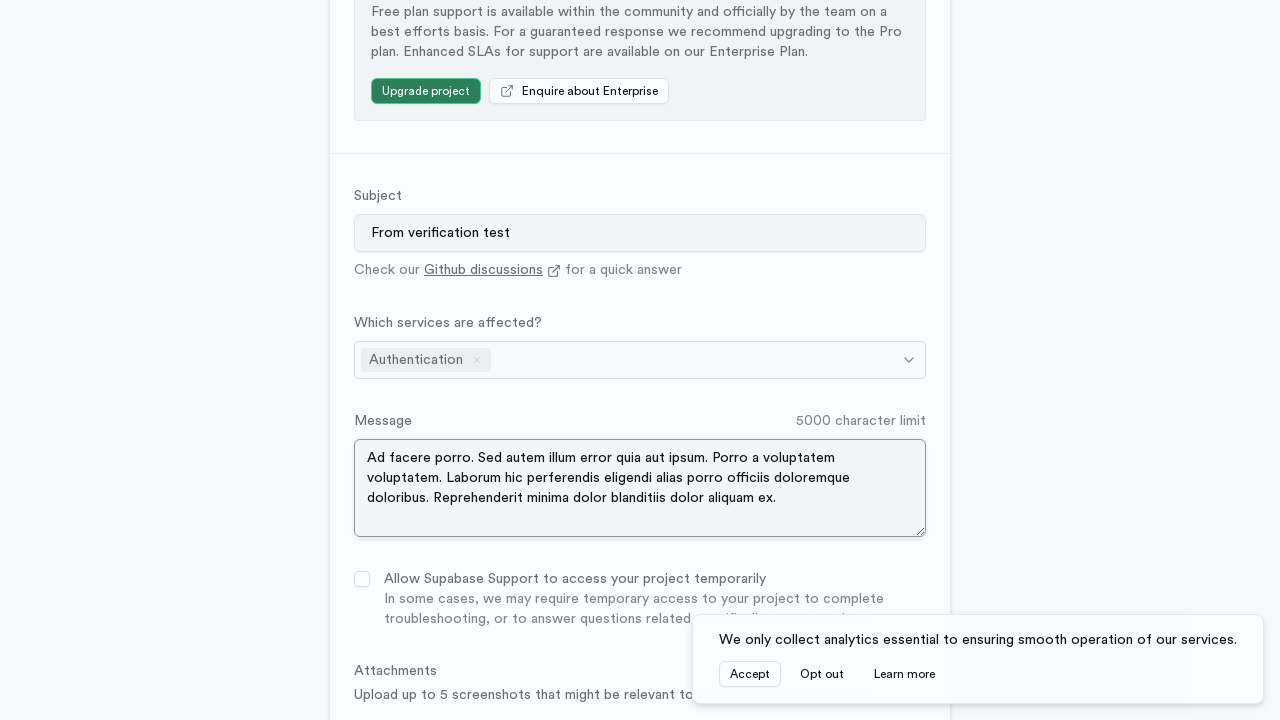 Free plan support is available within the community and officially by the team on a
best efforts basis. For a guaranteed response we recommend upgrading to the Pro
plan. Enhanced SLAs for support are available on our Enterprise Plan.
Upgrade project
Enquire about Enterprise
Subject
From verification test
Check our Github discussions for a quick answer
Which services are affected?
Authentication
Message
5000 character limit
Ad facere porro. Sed autem illum error quia aut ipsum. Porro a voluptatem
voluptatem. Laborum hic perferendis eligendi alias porro officiis doloremque
doloribus. Reprehenderit minima dolor blanditiis dolor aliquam ex.
Allow Supabase Support to access your project temporarily
In some cases, we may require temporary access to your project to complete
troubleshooting, or to answer questions related
Attachments
Upload up to 5 screenshots that might be relevant to
We only collect analytics essential to ensuring smooth operation of our services.
Accept
Opt out
Learn more